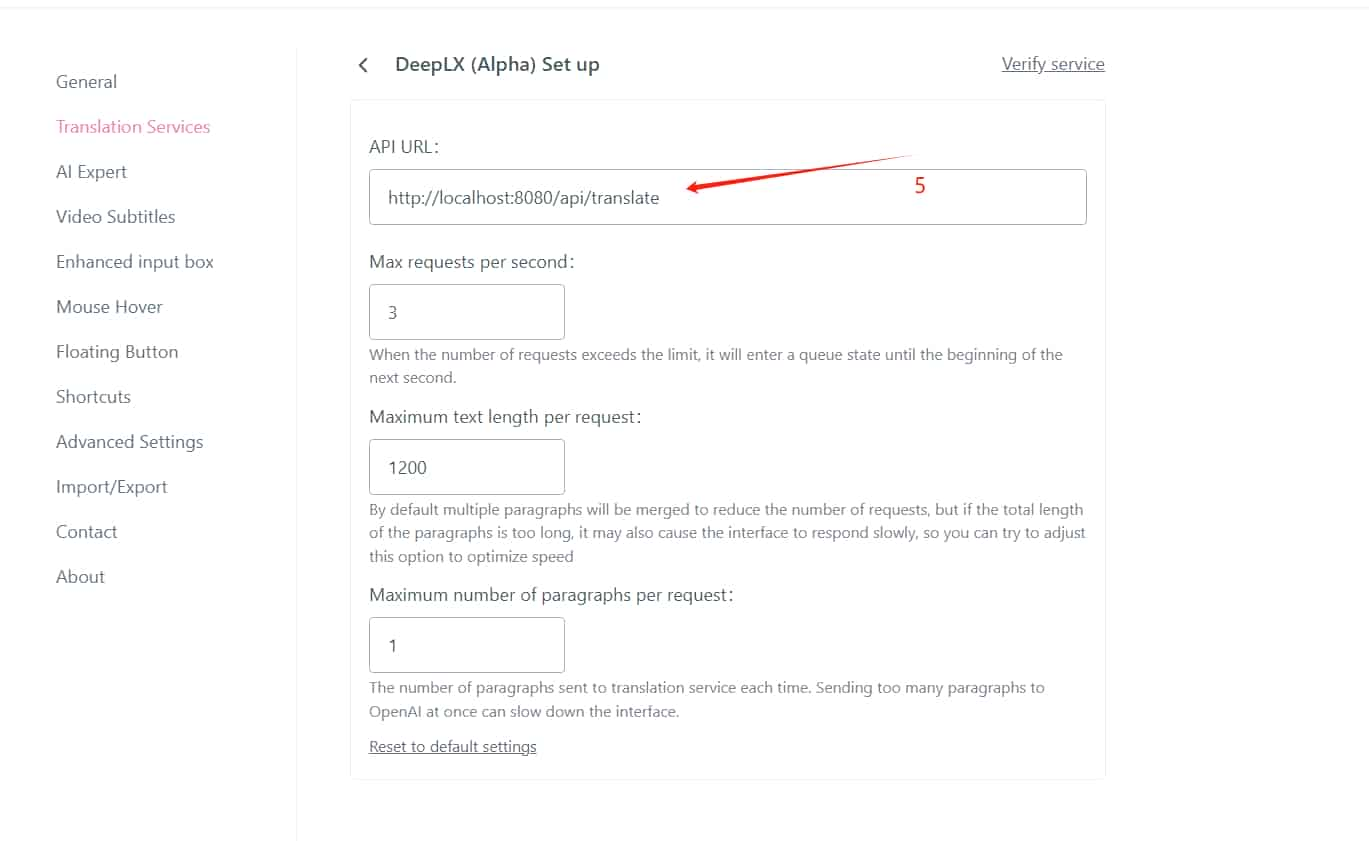 General
Translation Services
AI Expert
Video Subtitles
Enhanced input box
Mouse Hover
Floating Button
Shortcuts
Advanced Settings
Import/Export
Contact
About
DeepLX (Alpha) Set up
Verify service
API URL:
http://localhost:8080/api/translate
5
Max requests per second:
3
When the number of requests exceeds the limit, it will enter a queue state until the beginning of the
next second.
Maximum text length per request:
1200
By default multiple paragraphs will be merged to reduce the number of requests, but if the total length
of the paragraphs is too long, it may also cause the interface to respond slowly, so you can try to adjust
this option to optimize speed
Maximum number of paragraphs per request:
1
The number of paragraphs sent to translation service each time. Sending too many paragraphs to
OpenAI at once can slow down the interface.
Reset to default settings